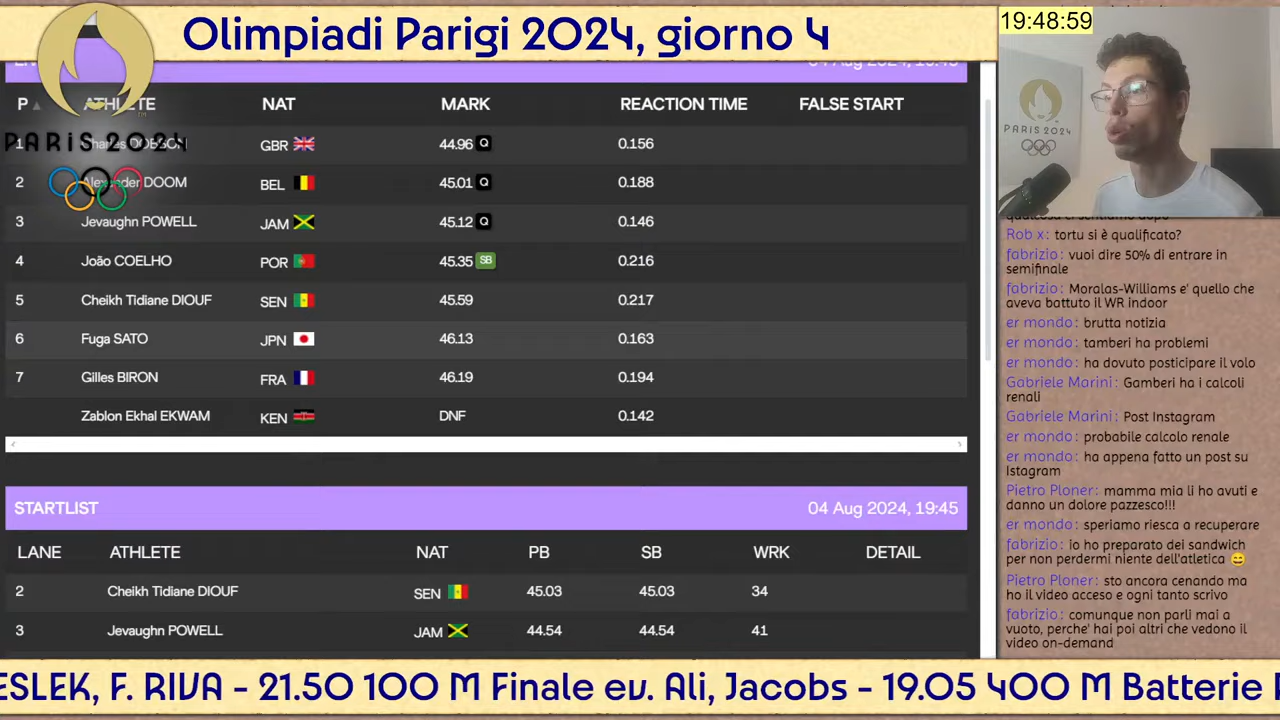 Olimpiadi Parigi 2024, giorno 4
19:48:59
04 Aug 2024, 19:45
P ATHLETE NAT MARK REACTION TIME FALSE START
PARIS 2024
1 Charles DOBSON GBR 44.96 Q 0.156
2 Alexander DOOM BEL 45.01 Q 0.188
3 Jevaughn POWELL JAM 45.12 Q 0.146
4 João COELHO POR 45.35 SB 0.216
5 Cheikh Tidiane DIOUF SEN 45.59 0.217
6 Fuga SATO JPN 46.13 0.163
7 Gilles BIRON FRA 46.19 0.194
Zablon Ekhal EKWAM KEN DNF 0.142
STARTLIST 04 Aug 2024, 19:45
LANE ATHLETE NAT PB SB WRK DETAIL
2 Cheikh Tidiane DIOUF SEN 45.03 45.03 34
3 Jevaughn POWELL JAM 44.54 44.54 41
PARIS 2024
qualcosa ci sentiamo dopo
Rob x: tortu si è qualificato?
fabrizio: vuoi dire 50% di entrare in
semifinale
fabrizio: Moralas-Williams e' quello che
aveva battuto il WR indoor
er mondo: brutta notizia
er mondo: tamberi ha problemi
er mondo: ha dovuto posticipare il volo
Gabriele Marini: Gamberi ha i calcoli
renali
Gabriele Marini: Post Instagram
er mondo: probabile calcolo renale
er mondo: ha appena fatto un post su
Istagram
Pietro Ploner: mamma mia li ho avuti e
danno un dolore pazzesco!!!
er mondo: speriamo riesca a recuperare
fabrizio: io ho preparato dei sandwich
per non perdermi niente dell'atletica 😄
Pietro Ploner: sto ancora cenando ma
ho il video acceso e ogni tanto scrivo
fabrizio: comunque non parli mai a
vuoto, perche' hai poi altri che vedono il
video on-demand
ESLEK, F. RIVA - 21.50 100 M Finale ev. Ali, Jacobs - 19.05 400 M Batterie